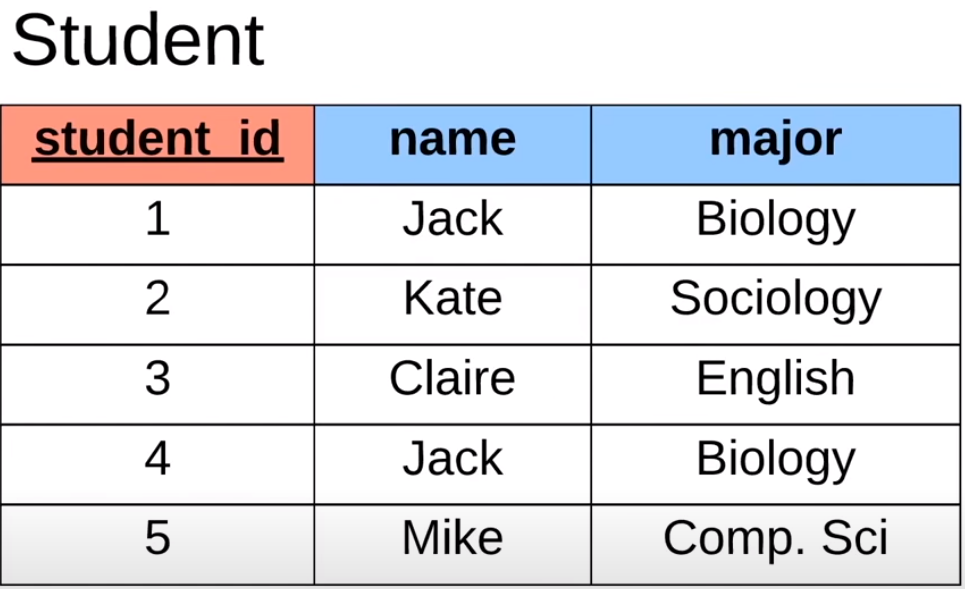 Student
student_id name major
1 Jack Biology
2 Kate Sociology
3 Claire English
4 Jack Biology
5 Mike Comp. Sci